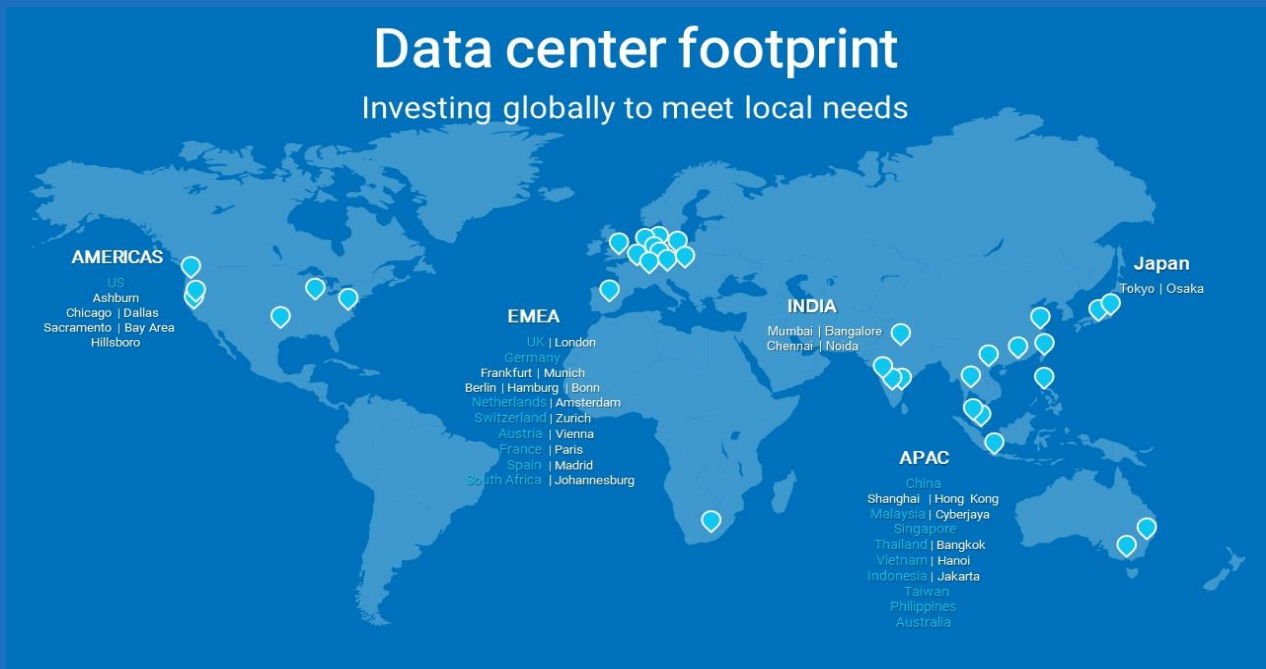 Data center footprint
Investing globally to meet local needs
AMERICAS
US
Ashburn
Chicago | Dallas
Sacramento | Bay Area
Hillsboro
EMEA
UK | London
Germany
Frankfurt | Munich
Berlin | Hamburg | Bonn
Netherlands | Amsterdam
Switzerland | Zurich
Austria | Vienna
France | Paris
Spain | Madrid
South Africa | Johannesburg
INDIA
Mumbai | Bangalore
Chennai | Noida
APAC
China
Shanghai | Hong Kong
Malaysia | Cyberjaya
Singapore
Thailand | Bangkok
Vietnam | Hanoi
Indonesia | Jakarta
Taiwan
Philippines
Australia
Japan
Tokyo | Osaka